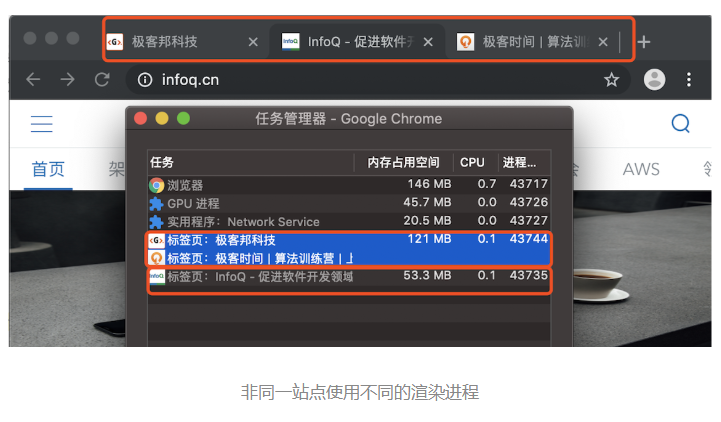 极客邦科技
InfoQ - 促进软件开
极客时间 | 算法训
infoq.cn
任务管理器 - Google Chrome
首页
架
AWS
任务 内存占用空间 CPU 进程...
浏览器 146 MB 0.7 43717
GPU 进程 45.7 MB 0.0 43726
实用程序：Network Service 20.5 MB 0.0 43727
标签页：极客邦科技 121 MB 0.1 43744
标签页：极客时间 | 算法训练营 | 上
标签页：InfoQ - 促进软件开发领域 53.3 MB 0.1 43735
非同一站点使用不同的渲染进程